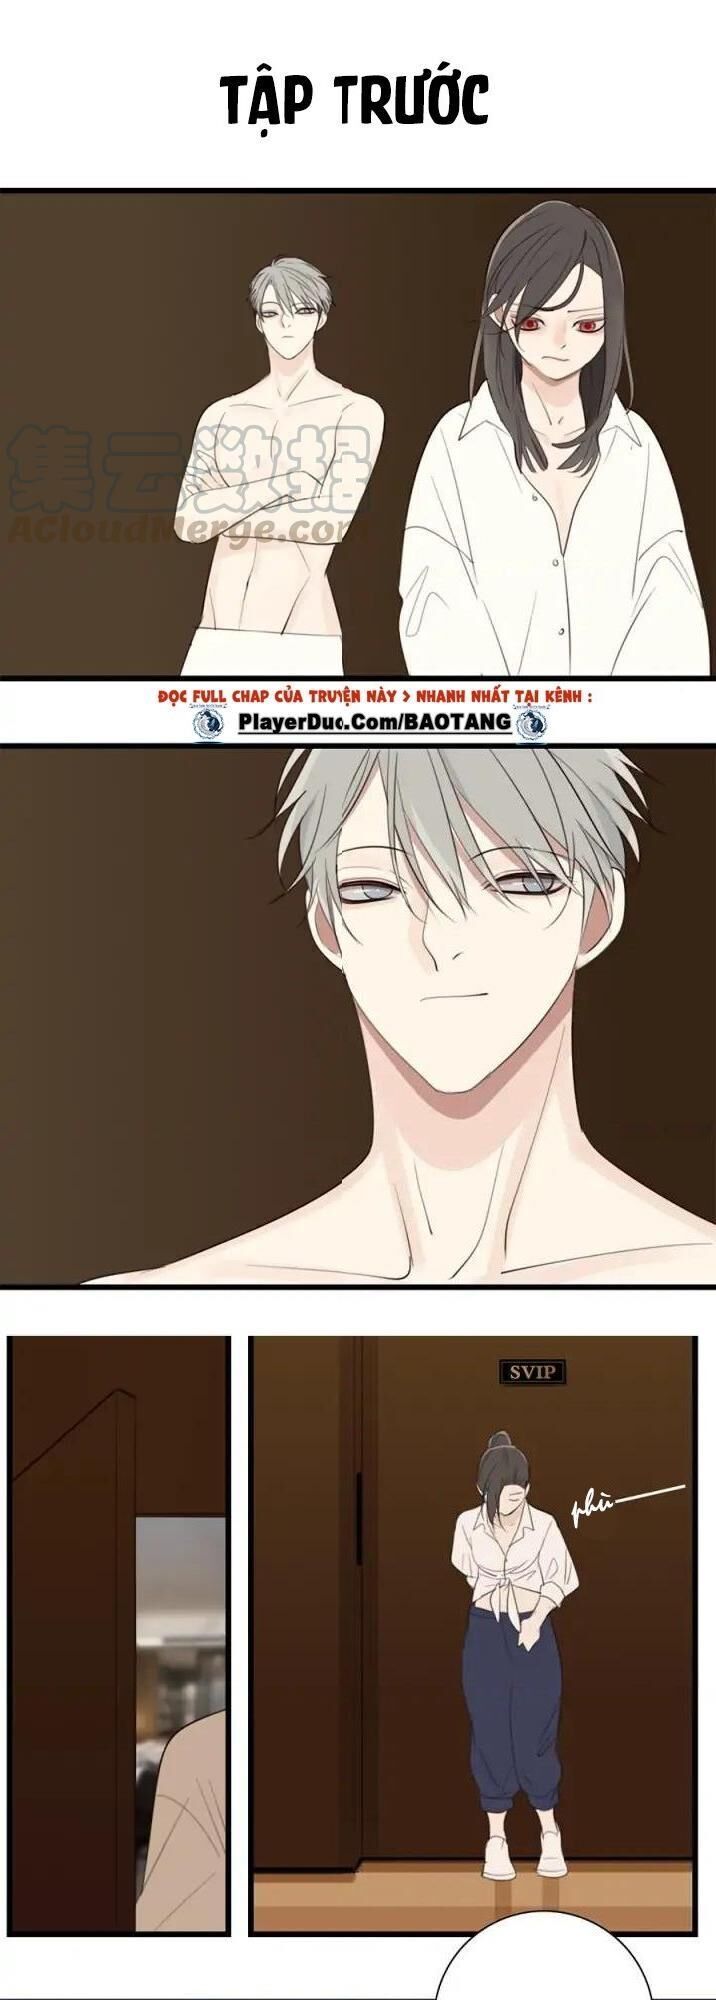 TẬP TRƯỚC
集云数据
ACloudMerge.com
ĐỌC FULL CHAP CỦA TRUYỆN NÀY > NHANH NHẤT TẠI KÊNH :
PlayerDuo.Com/BAOTANG
SVIP
phù